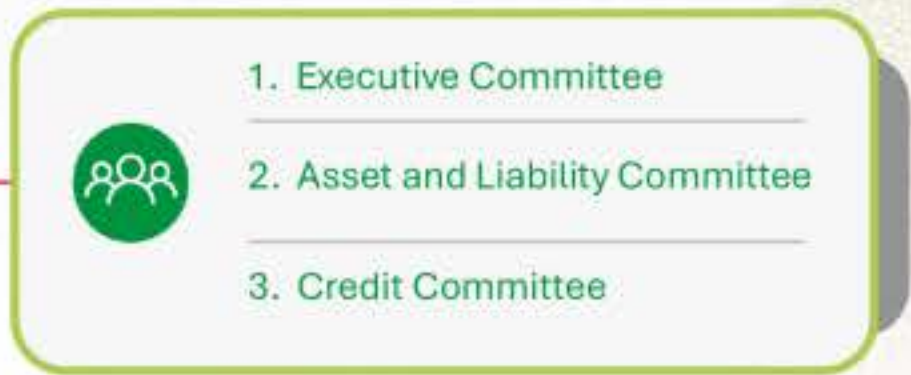 1. Executive Committee
2. Asset and Liability Committee
3. Credit Committee